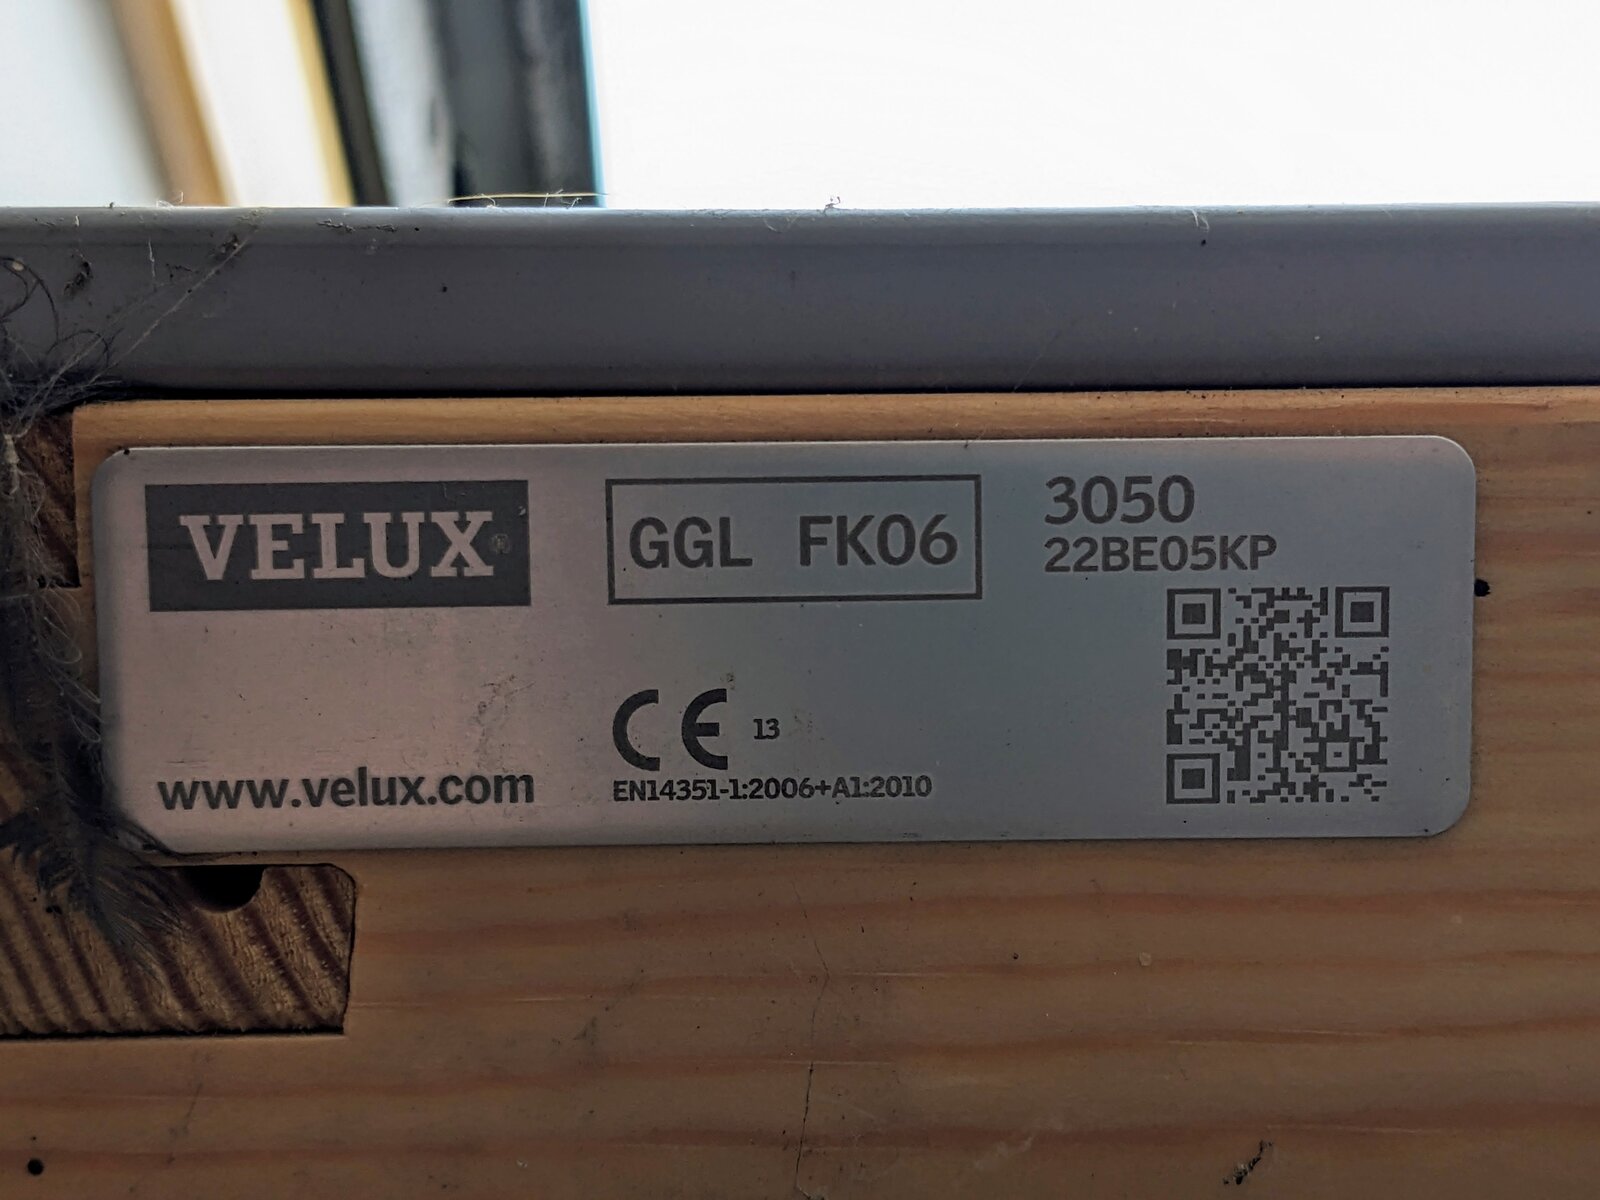 VELUX®
GGL FK06
3050
22BE05KP
CE 13
EN14351-1:2006+A1:2010
www.velux.com